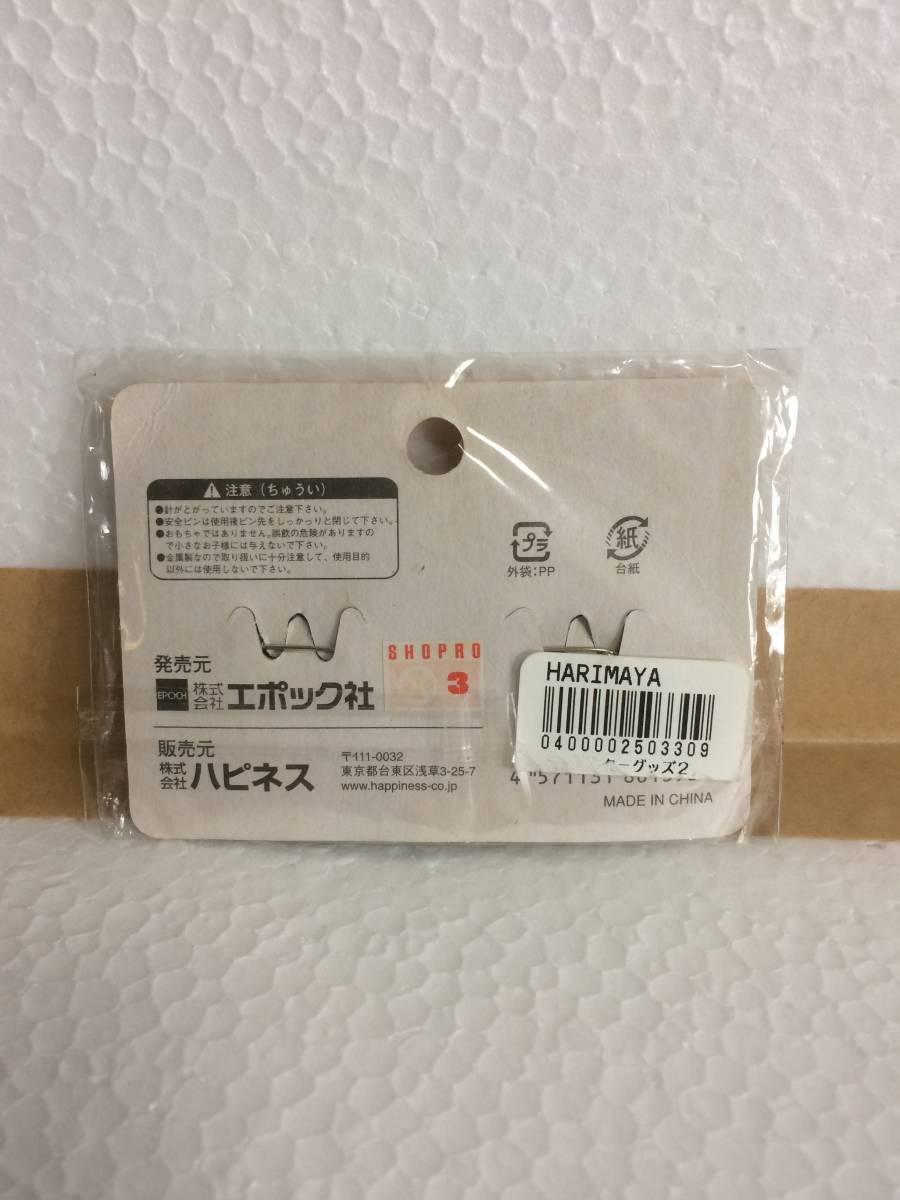 注意（ちゅうい）
●針がとがっていますのでご注意下さい。
●安全ピンは使用後ピン先をしっかっりと閉じて下さい。
●おもちゃではありません。誤飲の危険がありますの
で小さなお子様には与えないで下さい。
●金属製なので取り扱いに十分注意して、使用目的
以外には使用しないで下さい。
プラ
外袋：PP
紙
台紙
発売元
EPOCH 株式会社 エポック社
SHOPRO
3
販売元
株式会社 ハピネス
〒111-0032
東京都台東区浅草3-25-7
www.happiness-co.jp
HARIMAYA
0400002503309
ターグッズ2
MADE IN CHINA